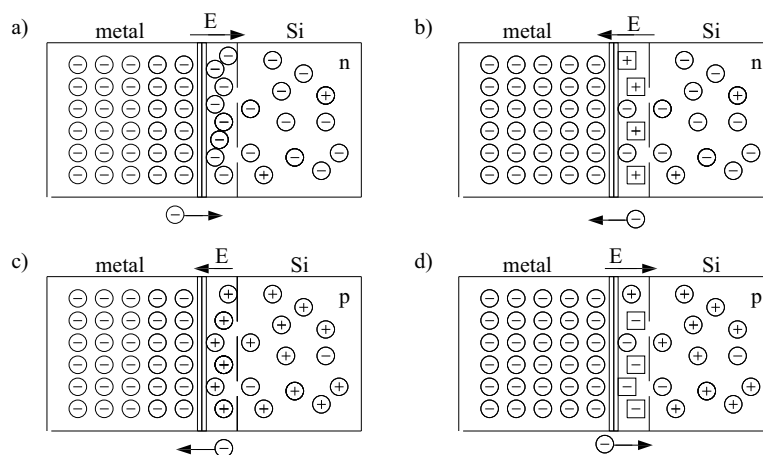 a) metal E Si
n
b) metal E Si
n
c) metal E Si
p
d) metal E Si
p